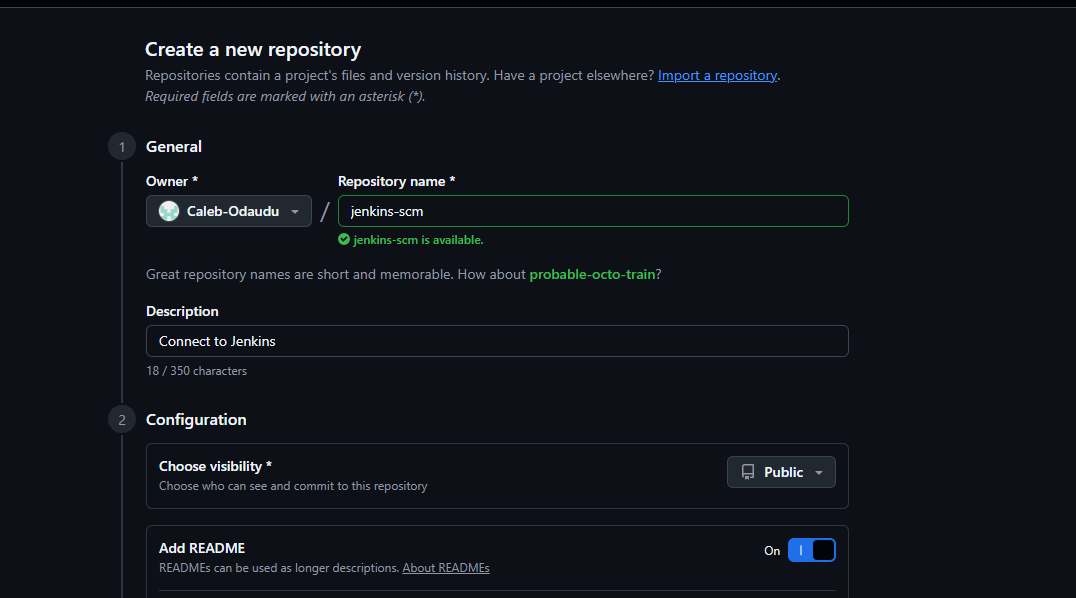 Create a new repository
Repositories contain a project's files and version history. Have a project elsewhere? Import a repository.
Required fields are marked with an asterisk (*).
1 General
Owner * Repository name *
Caleb-Odaudu / jenkins-scm
jenkins-scm is available.
Great repository names are short and memorable. How about probable-octo-train?
Description
Connect to Jenkins
18 / 350 characters
2 Configuration
Choose visibility *
Public
Choose who can see and commit to this repository
Add README
On
READMEs can be used as longer descriptions. About READMEs